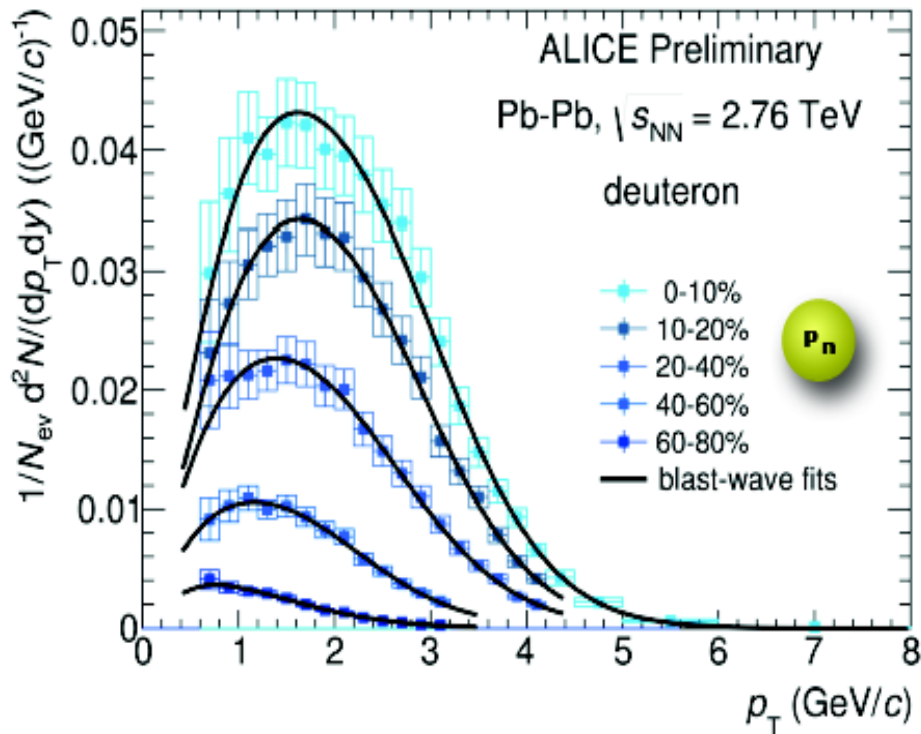 ALICE Preliminary
Pb-Pb, √sNN = 2.76 TeV
deuteron
0-10%
10-20%
20-40%
40-60%
60-80%
blast-wave fits
p n
1/Nev d²N/(dpTdy) ((GeV/c)⁻¹)
0.05
0.04
0.03
0.02
0.01
0
0 1 2 3 4 5 6 7 8
pT (GeV/c)